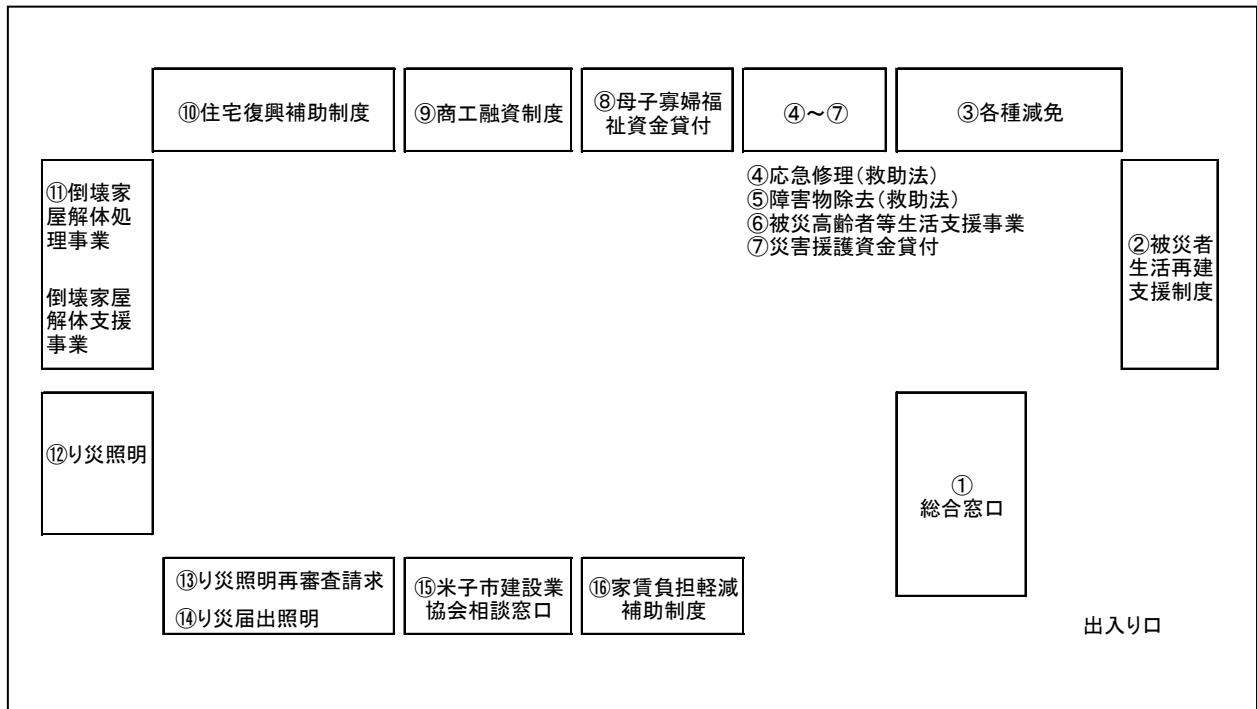 ⑩住宅復興補助制度
⑨商工融資制度
⑧母子寡婦福
祉資金貸付
④～⑦
③各種減免
④応急修理(救助法)
⑤障害物除去(救助法)
⑥被災高齢者等生活支援事業
⑦災害援護資金貸付
②被災者
生活再建
支援制度
⑪倒壊家
屋解体処
理事業
倒壊家屋
解体支援
事業
⑫り災照明
①
総合窓口
⑬り災照明再審査請求
⑭り災届出照明
⑮米子市建設業
協会相談窓口
⑯家賃負担軽減
補助制度
出入り口